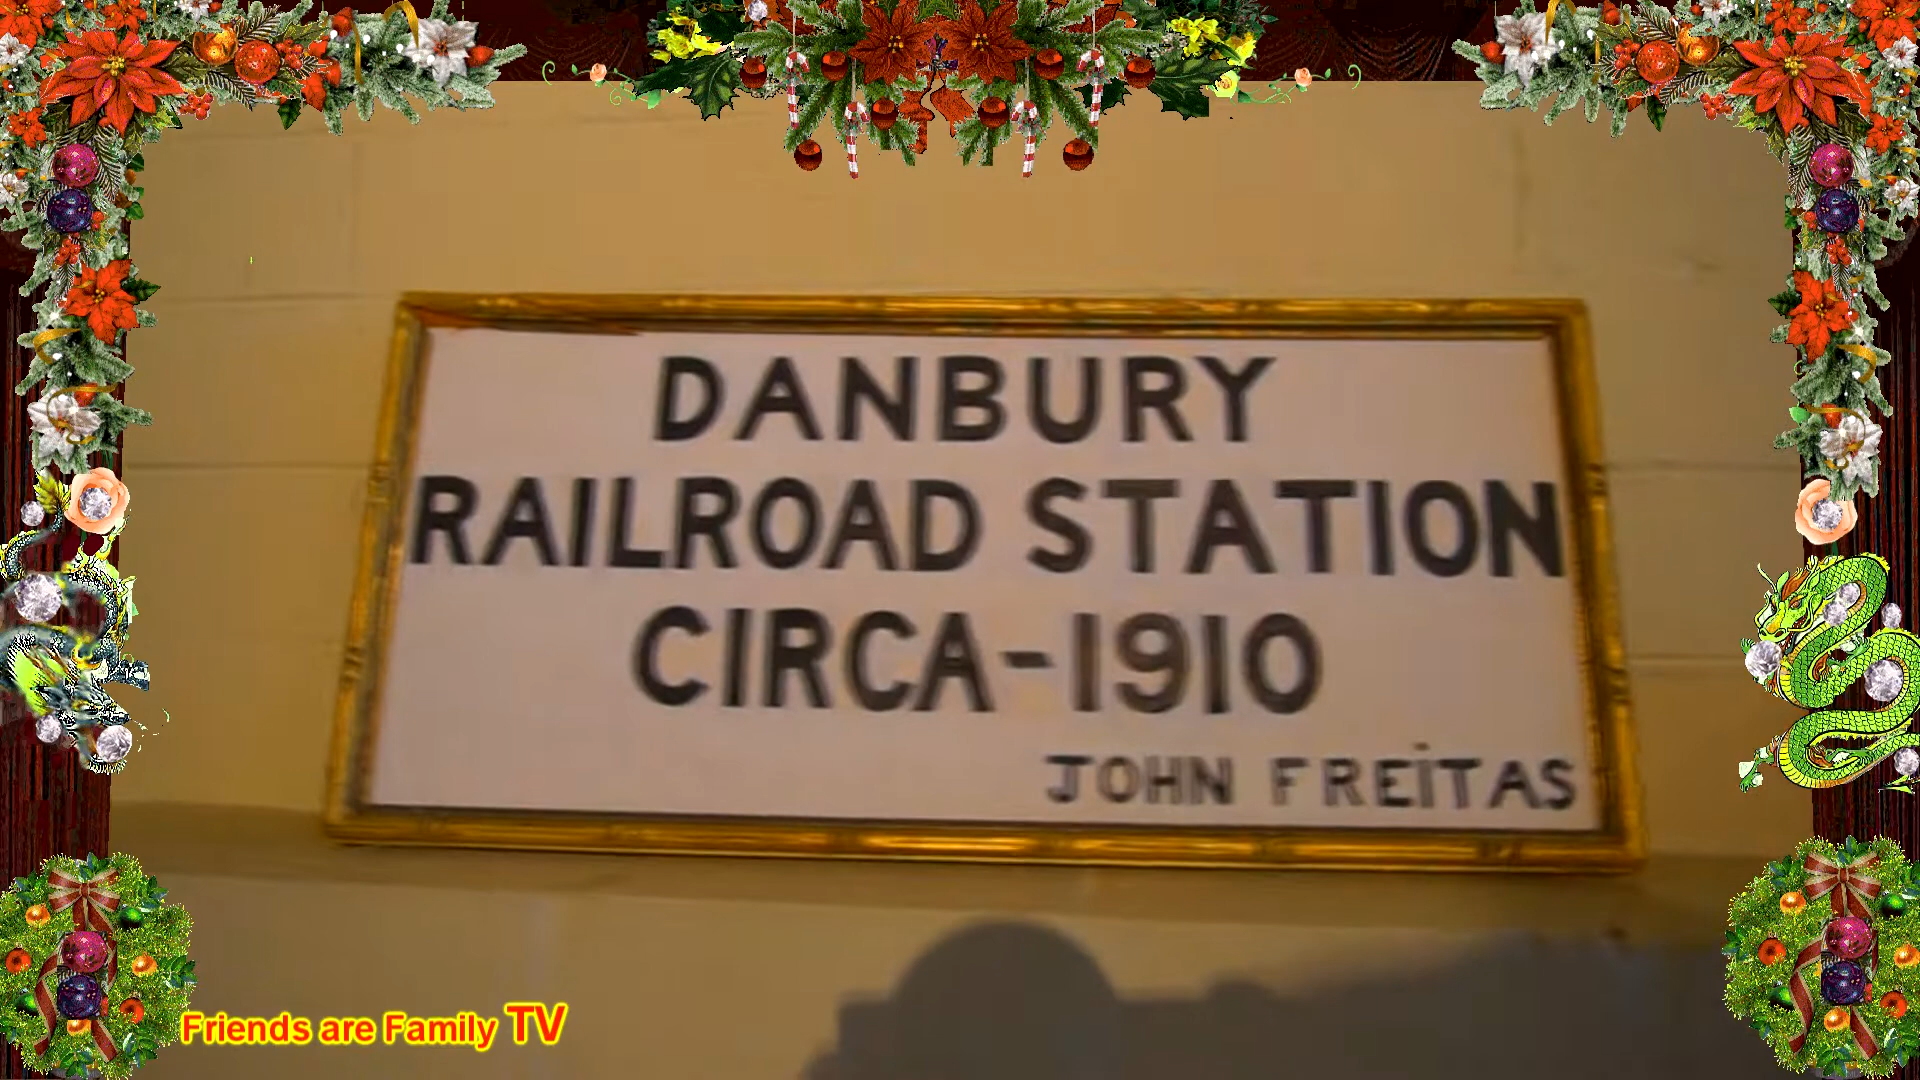 DANBURY
RAILROAD STATION
CIRCA-1910
JOHN FREITAS
Friends are Family TV